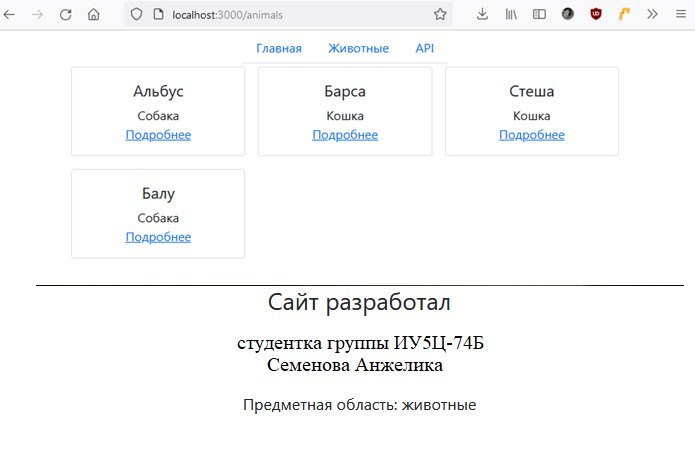 localhost:3000/animals
Главная Животные API
Альбус Барса Стеша
Собака Кошка Кошка
Подробнее Подробнее Подробнее
Балу
Собака
Подробнее
Сайт разработал
студентка группы ИУ5Ц-74Б
Семенова Анжелика
Предметная область: животные